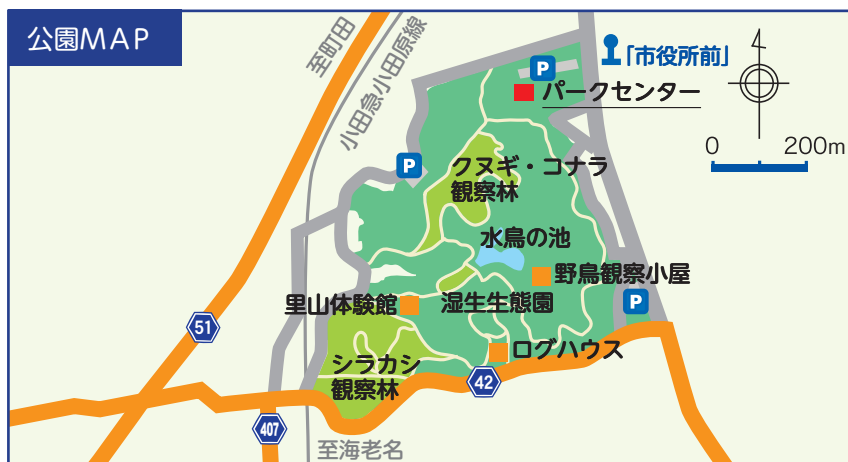 公園MAP
至町田
小田急小田原線
P
「市役所前」
パークセンター
0 200m
P
クヌギ・コナラ
観察林
水鳥の池
野鳥観察小屋
里山体験館
湿生生態園
P
51
シラカシ
観察林
ログハウス
42
407
至海老名